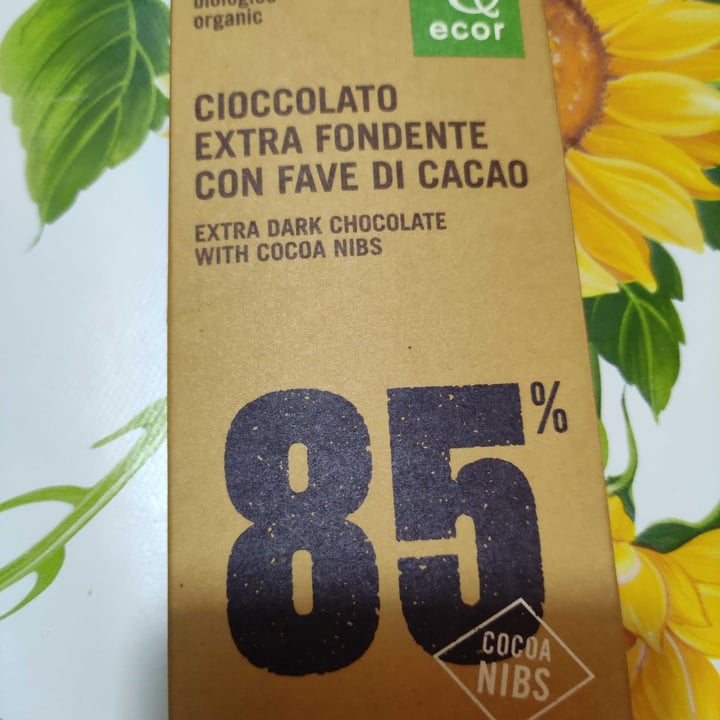 biologico
organic
ecor
CIOCCOLATO
EXTRA FONDENTE
CON FAVE DI CACAO
EXTRA DARK CHOCOLATE
WITH COCOA NIBS
85%
COCOA
NIBS